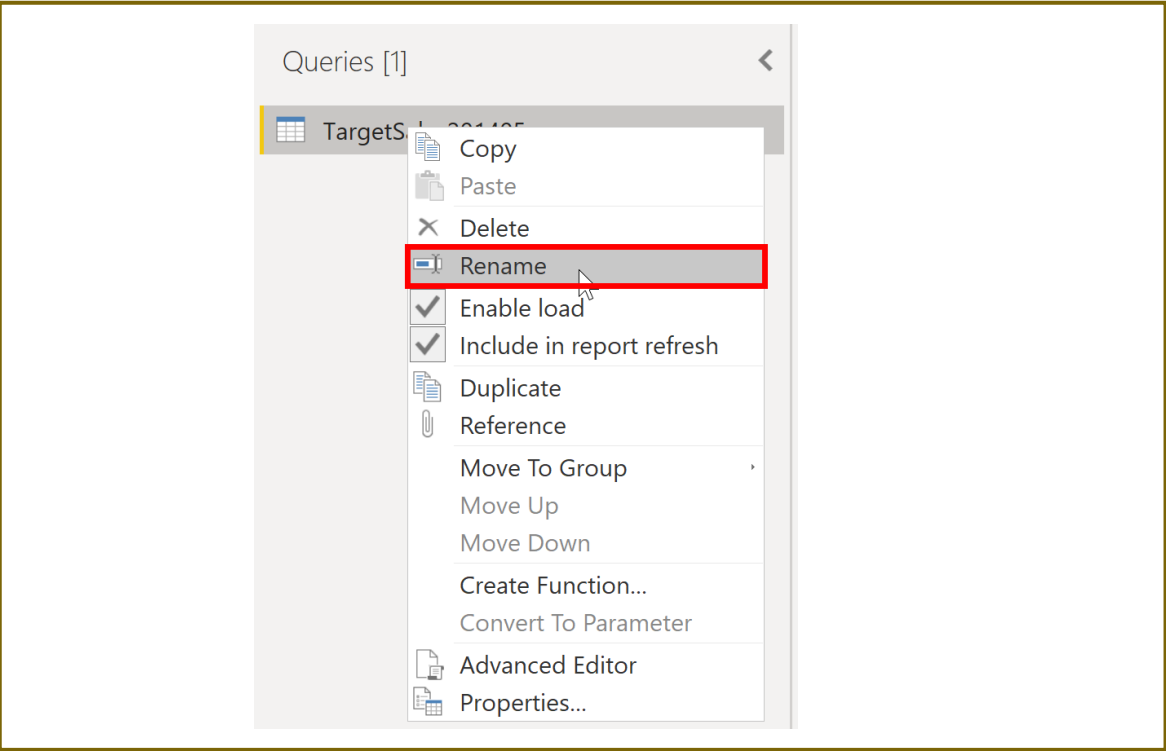 Queries [1]
TargetS
Copy
Paste
Delete
Rename
Enable load
Include in report refresh
Duplicate
Reference
Move To Group
Move Up
Move Down
Create Function...
Convert To Parameter
Advanced Editor
Properties...